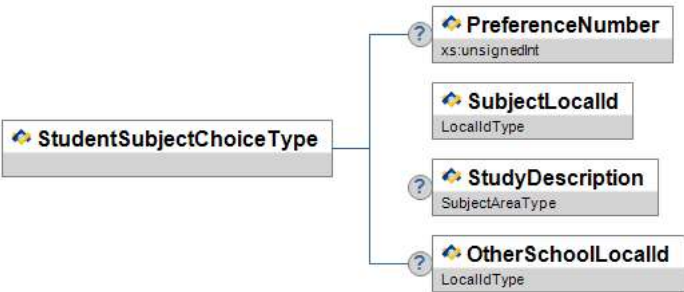 PreferenceNumber
xs:unsignedInt
SubjectLocalId
LocalIdType
StudentSubjectChoiceType
StudyDescription
SubjectAreaType
OtherSchoolLocalId
LocalIdType
?
?
?